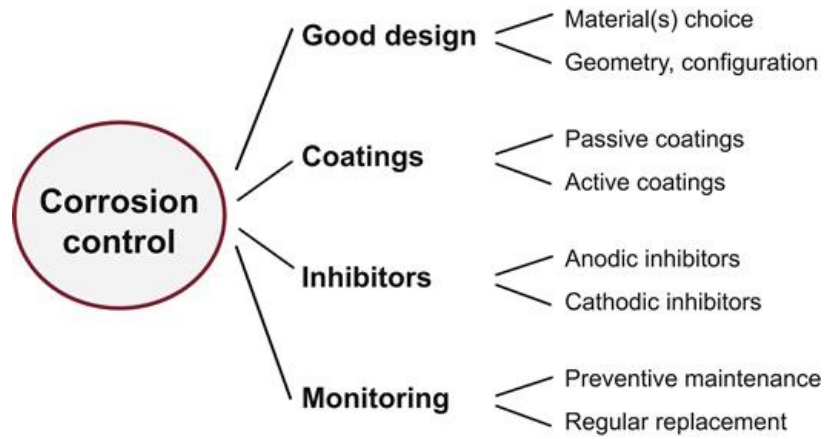 Corrosion
control
Good design
Material(s) choice
Geometry, configuration
Coatings
Passive coatings
Active coatings
Inhibitors
Anodic inhibitors
Cathodic inhibitors
Monitoring
Preventive maintenance
Regular replacement